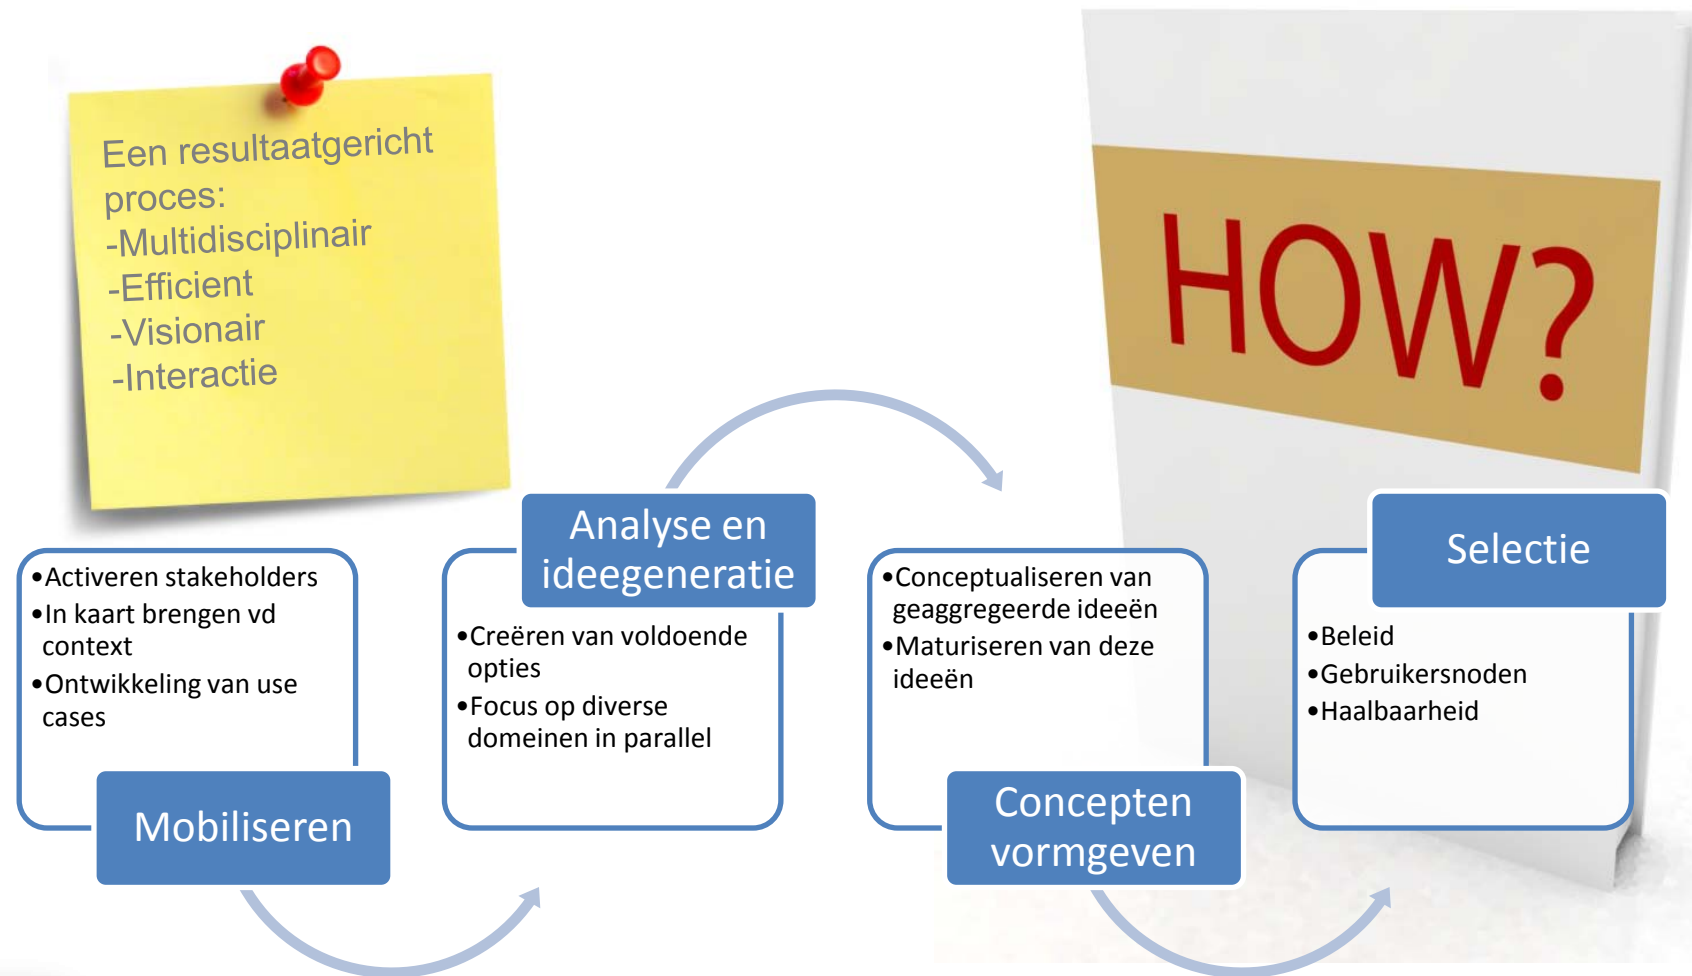 Een resultaatgericht
proces:
-Multidisciplinair
-Efficient
-Visionair
-Interactie
HOW?
•Activeren stakeholders
•In kaart brengen vd
context
•Ontwikkeling van use
cases
Mobiliseren
Analyse en
ideegeneratie
•Creëren van voldoende
opties
•Focus op diverse
domeinen in parallel
•Conceptualiseren van
geaggregeerde ideeën
•Maturiseren van deze
ideeën
Concepten
vormgeven
Selectie
•Beleid
•Gebruikersnoden
•Haalbaarheid